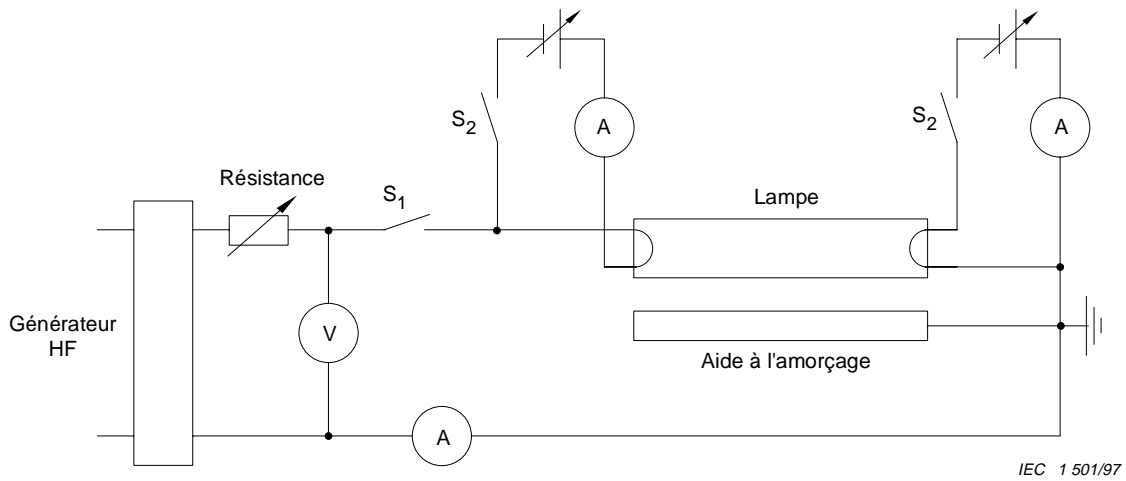 S2
A
S2
A
Résistance
S1
Lampe
Générateur
HF
V
Aide à l'amorçage
A
IEC 1 501/97